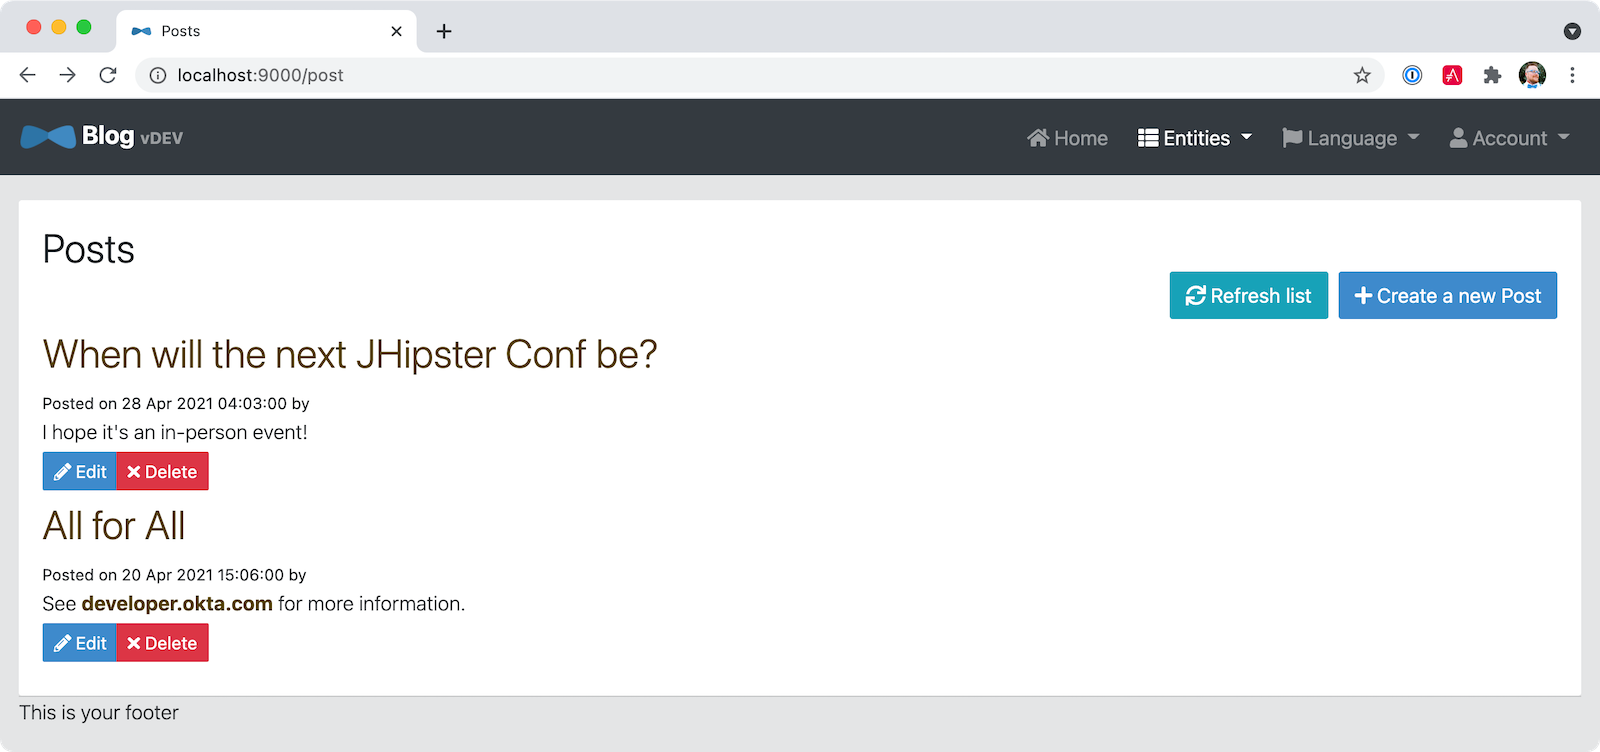 Posts
localhost:9000/post
Blog vDEV
Home Entities Language Account
Posts
Refresh list Create a new Post
When will the next JHipster Conf be?
Posted on 28 Apr 2021 04:03:00 by
I hope it's an in-person event!
Edit Delete
All for All
Posted on 20 Apr 2021 15:06:00 by
See developer.okta.com for more information.
Edit Delete
This is your footer